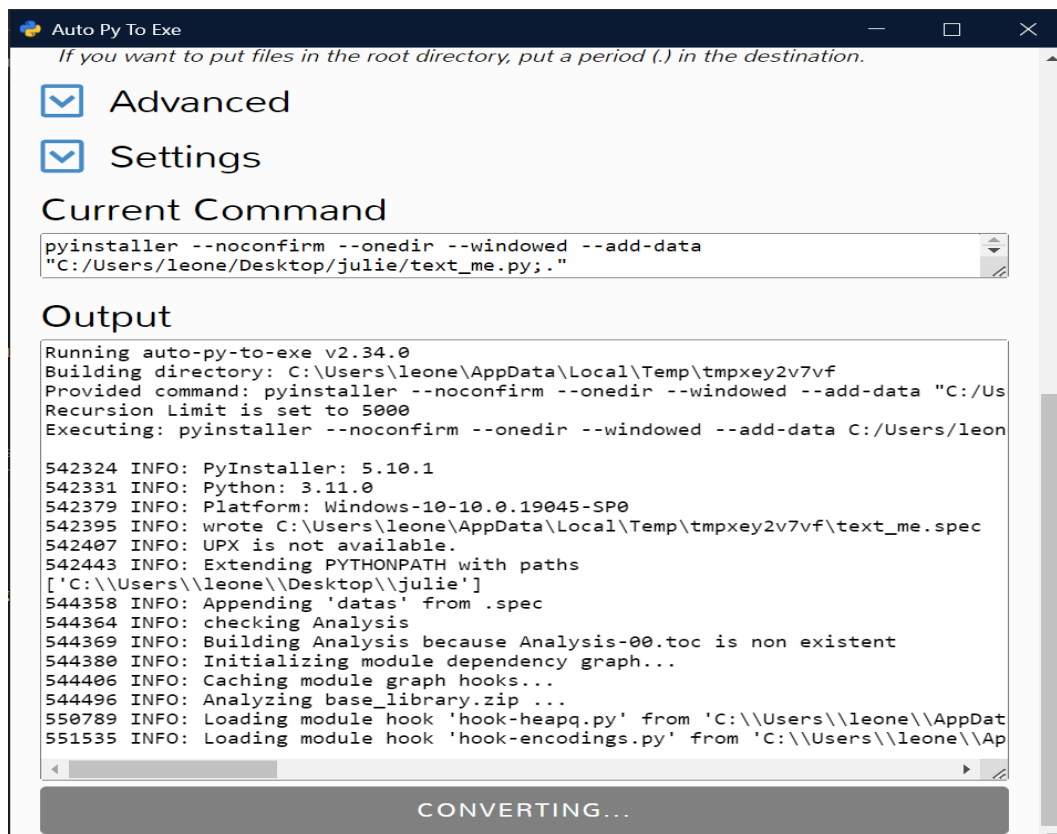 Auto Py To Exe
If you want to put files in the root directory, put a period (.) in the destination.
Advanced
Settings
Current Command
pyinstaller --noconfirm --onedir --windowed --add-data
"C:/Users/leone/Desktop/julie/text_me.py;."
Output
Running auto-py-to-exe v2.34.0
Building directory: C:\Users\leone\AppData\Local\Temp\tmpxey2v7vf
Provided command: pyinstaller --noconfirm --onedir --windowed --add-data "C:/Us
Recursion Limit is set to 5000
Executing: pyinstaller --noconfirm --onedir --windowed --add-data C:/Users/leon
542324 INFO: PyInstaller: 5.10.1
542331 INFO: Python: 3.11.0
542379 INFO: Platform: Windows-10-10.0.19045-SP0
542395 INFO: wrote C:\Users\leone\AppData\Local\Temp\tmpxey2v7vf\text_me.spec
542407 INFO: UPX is not available.
542443 INFO: Extending PYTHONPATH with paths
['C:\\Users\\leone\\Desktop\\julie']
544358 INFO: Appending 'datas' from .spec
544364 INFO: checking Analysis
544369 INFO: Building Analysis because Analysis-00.toc is non existent
544380 INFO: Initializing module dependency graph...
544406 INFO: Caching module graph hooks...
544496 INFO: Analyzing base_library.zip ...
550789 INFO: Loading module hook 'hook-heapq.py' from 'C:\\Users\\leone\\AppDat
551535 INFO: Loading module hook 'hook-encodings.py' from 'C:\\Users\\leone\\Ap
CONVERTING...